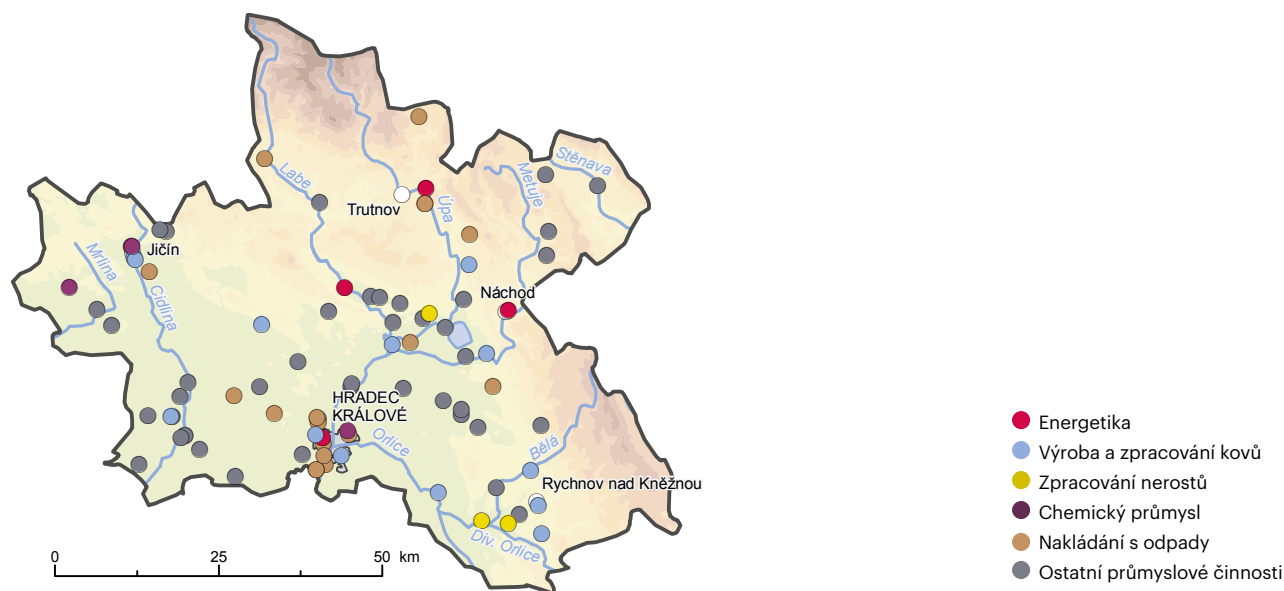 Stěnava
Metuje
Labe
Úpa
Trutnov
Jičín
Mrlina
Cidlina
Náchod
HRADEC
KRÁLOVÉ
Orlice
Bělá
Rychnov nad Kněžnou
Div. Orlice
0 25 50 km
Energetika
Výroba a zpracování kovů
Zpracování nerostů
Chemický průmysl
Nakládání s odpady
Ostatní průmyslové činnosti